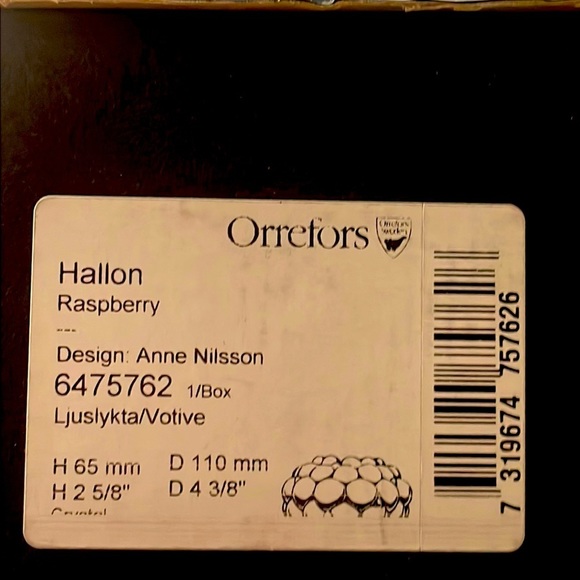 Orrefors
Hallon
Raspberry
---
Design: Anne Nilsson
6475762 1/Box
Ljuslykta/Votive
H 65 mm D 110 mm
H 2 5/8" D 4 3/8"
Crystal
7 319674 757626